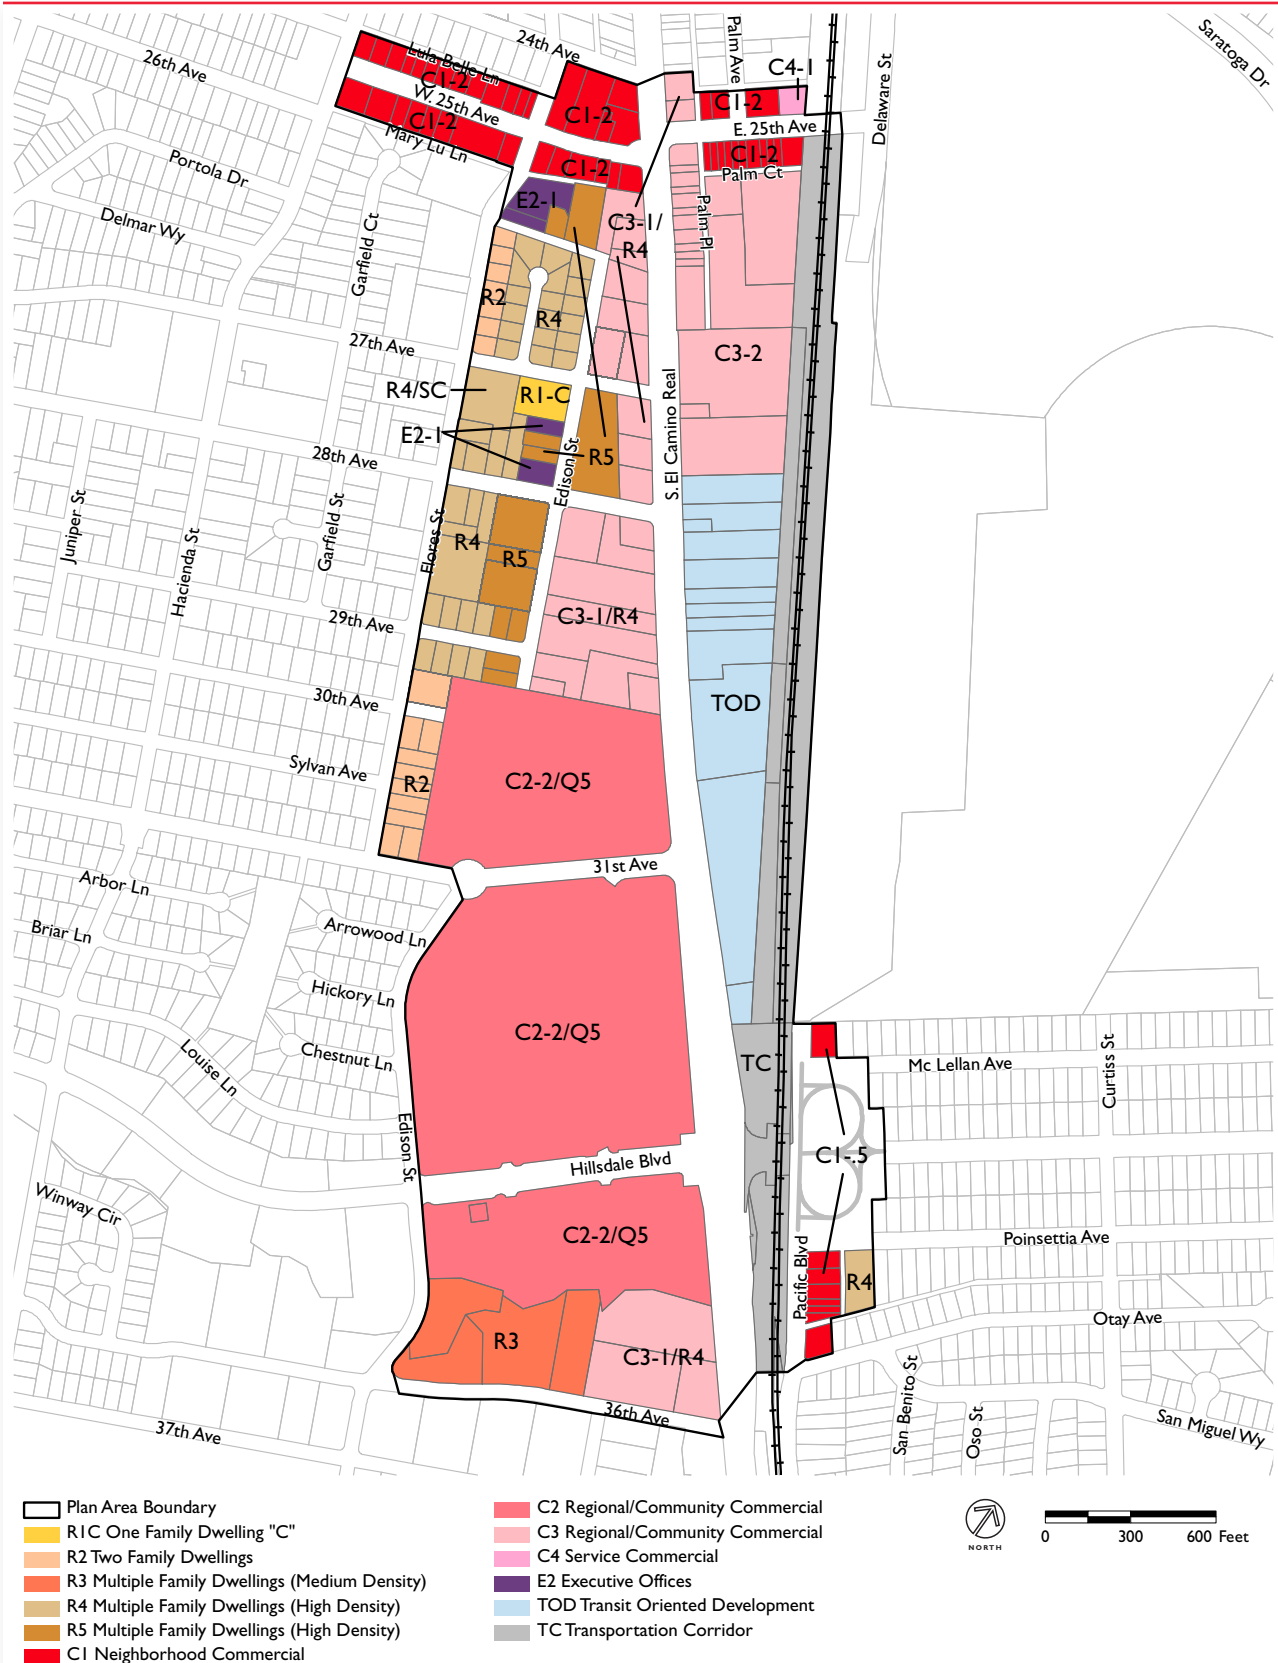 24th Ave
Palm Ave
Saratoga Dr
26th Ave
Lula Belle Ln
C1-2
W. 25th Ave
C1-2
Mary Lu Ln
C1-2
C4-1
C1-2
E. 25th Ave
Delaware St
C1-2
Palm Ct
C1-2
Portola Dr
Delmar Wy
Garfield Ct
E2-1
C3-1/
R4
Palm Pl
R2
R4
27th Ave
C3-2
R4/SC
R1-C
E2-1
R5
Edison St
S. El Camino Real
28th Ave
Juniper St
Hacienda St
Garfield St
Flores St
R4
R5
C3-1/R4
29th Ave
30th Ave
TOD
Sylvan Ave
R2
C2-2/Q5
31st Ave
Arbor Ln
Briar Ln
Arrowood Ln
Hickory Ln
C2-2/Q5
Chestnut Ln
Louise Ln
TC
Mc Lellan Ave
Curtiss St
Edison St
C1-.5
Hillsdale Blvd
Winway Cir
C2-2/Q5
Poinsettia Ave
Pacific Blvd
R4
Otay Ave
R3
C3-1/R4
San Benito St
Oso St
San Miguel Wy
36th Ave
37th Ave
Plan Area Boundary
R1C One Family Dwelling "C"
R2 Two Family Dwellings
R3 Multiple Family Dwellings (Medium Density)
R4 Multiple Family Dwellings (High Density)
R5 Multiple Family Dwellings (High Density)
C1 Neighborhood Commercial
C2 Regional/Community Commercial
C3 Regional/Community Commercial
C4 Service Commercial
E2 Executive Offices
TOD Transit Oriented Development
TC Transportation Corridor
NORTH
0 300 600 Feet